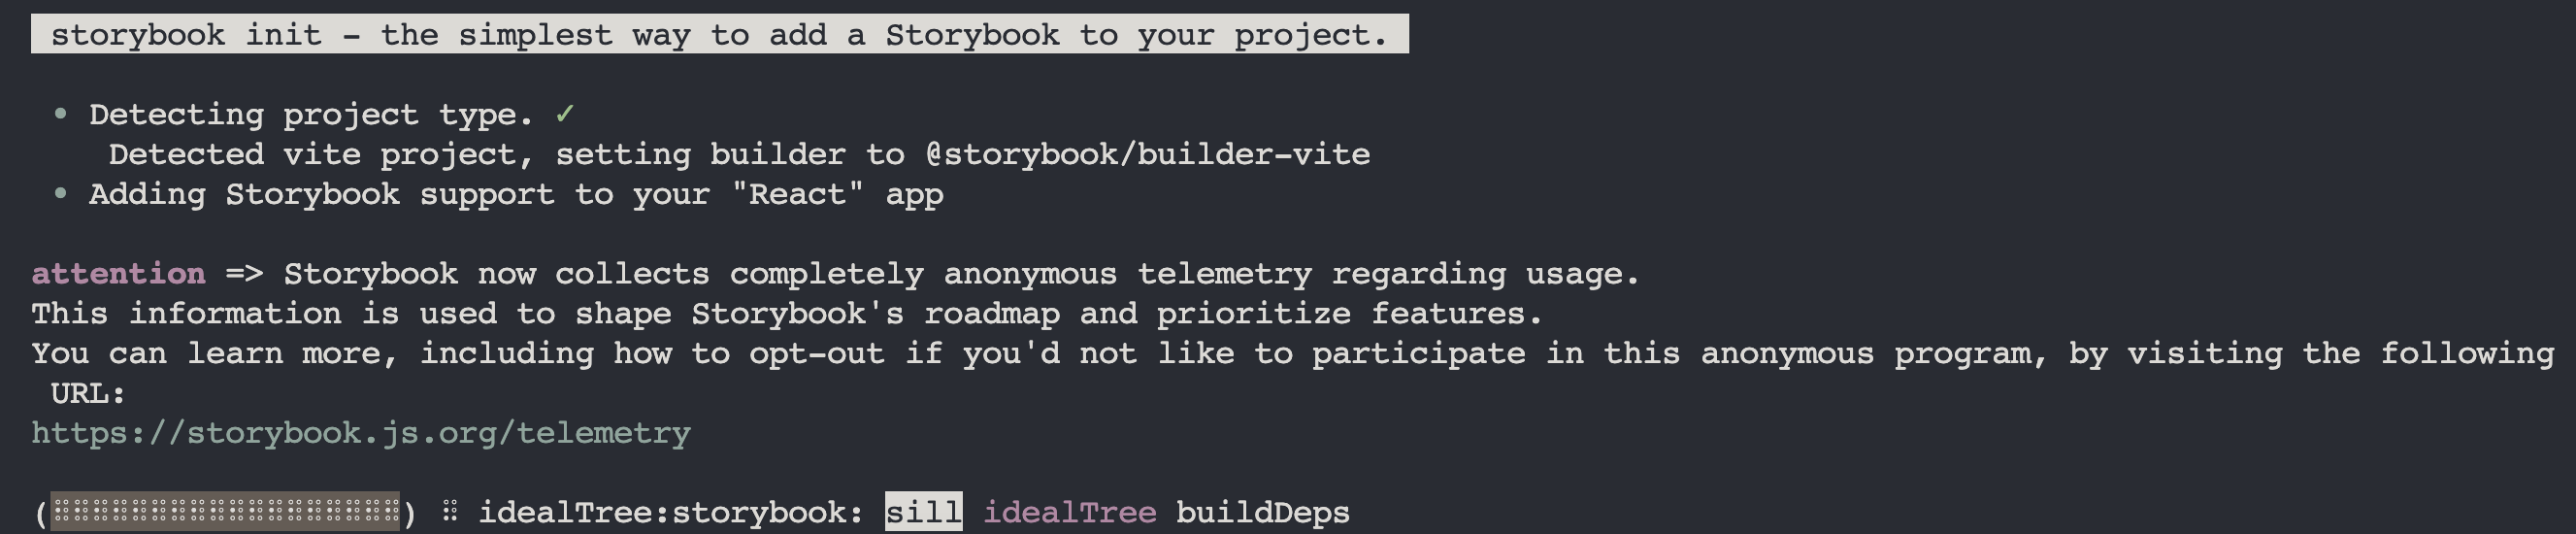 storybook init - the simplest way to add a Storybook to your project.
• Detecting project type. ✓
Detected vite project, setting builder to @storybook/builder-vite
• Adding Storybook support to your "React" app
attention => Storybook now collects completely anonymous telemetry regarding usage.
This information is used to shape Storybook's roadmap and prioritize features.
You can learn more, including how to opt-out if you'd not like to participate in this anonymous program, by visiting the following
URL:
https://storybook.js.org/telemetry
(⠿⠿⠿⠿⠿⠿⠿⠿⠿⠿⠿⠿⠿⠿⠿⠿⠿⠿) ⠿ idealTree:storybook: sill idealTree buildDeps